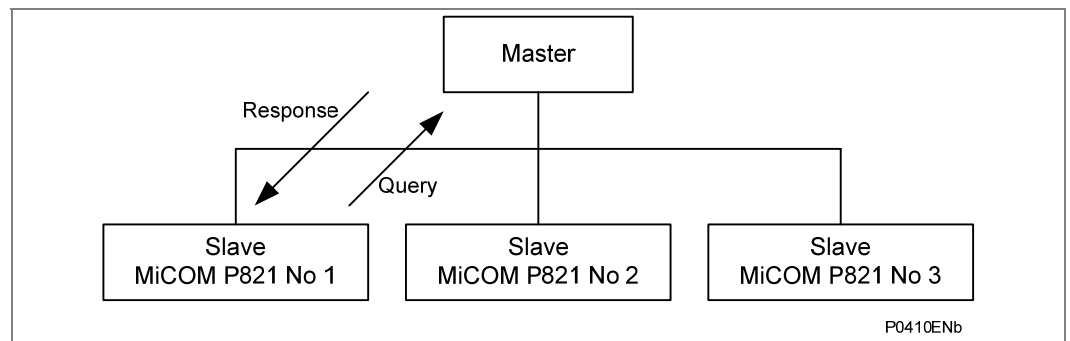 Master
Response
Query
Slave
MiCOM P821 No 1
Slave
MiCOM P821 No 2
Slave
MiCOM P821 No 3
P0410ENb